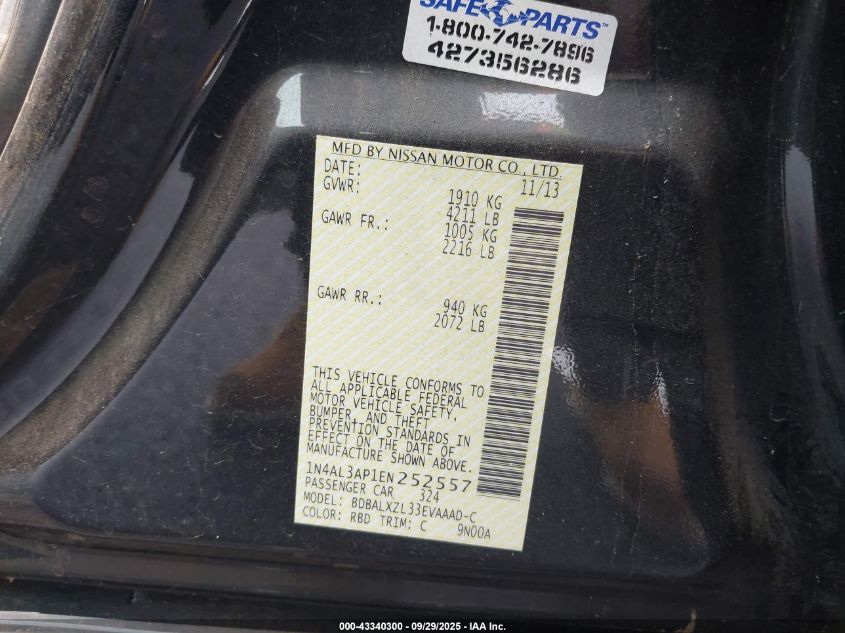 SAFE PARTS™
1-800-742-7896
427356286
MFD BY NISSAN MOTOR CO., LTD.
DATE: 11/13
GVWR: 1910 KG
4211 LB
GAWR FR.: 1005 KG
2216 LB
GAWR RR.: 940 KG
2072 LB
THIS VEHICLE CONFORMS TO
ALL APPLICABLE FEDERAL
MOTOR VEHICLE SAFETY,
BUMPER, AND THEFT
PREVENTION STANDARDS IN
EFFECT ON THE DATE OF
MANUFACTURE SHOWN ABOVE.
1N4AL3AP1EN252557
PASSENGER CAR 324
MODEL: BDBALXZL33EVAAAD-C
COLOR: RBD TRIM: C 9N00A
000-43340300 - 09/29/2025 - IAA Inc.